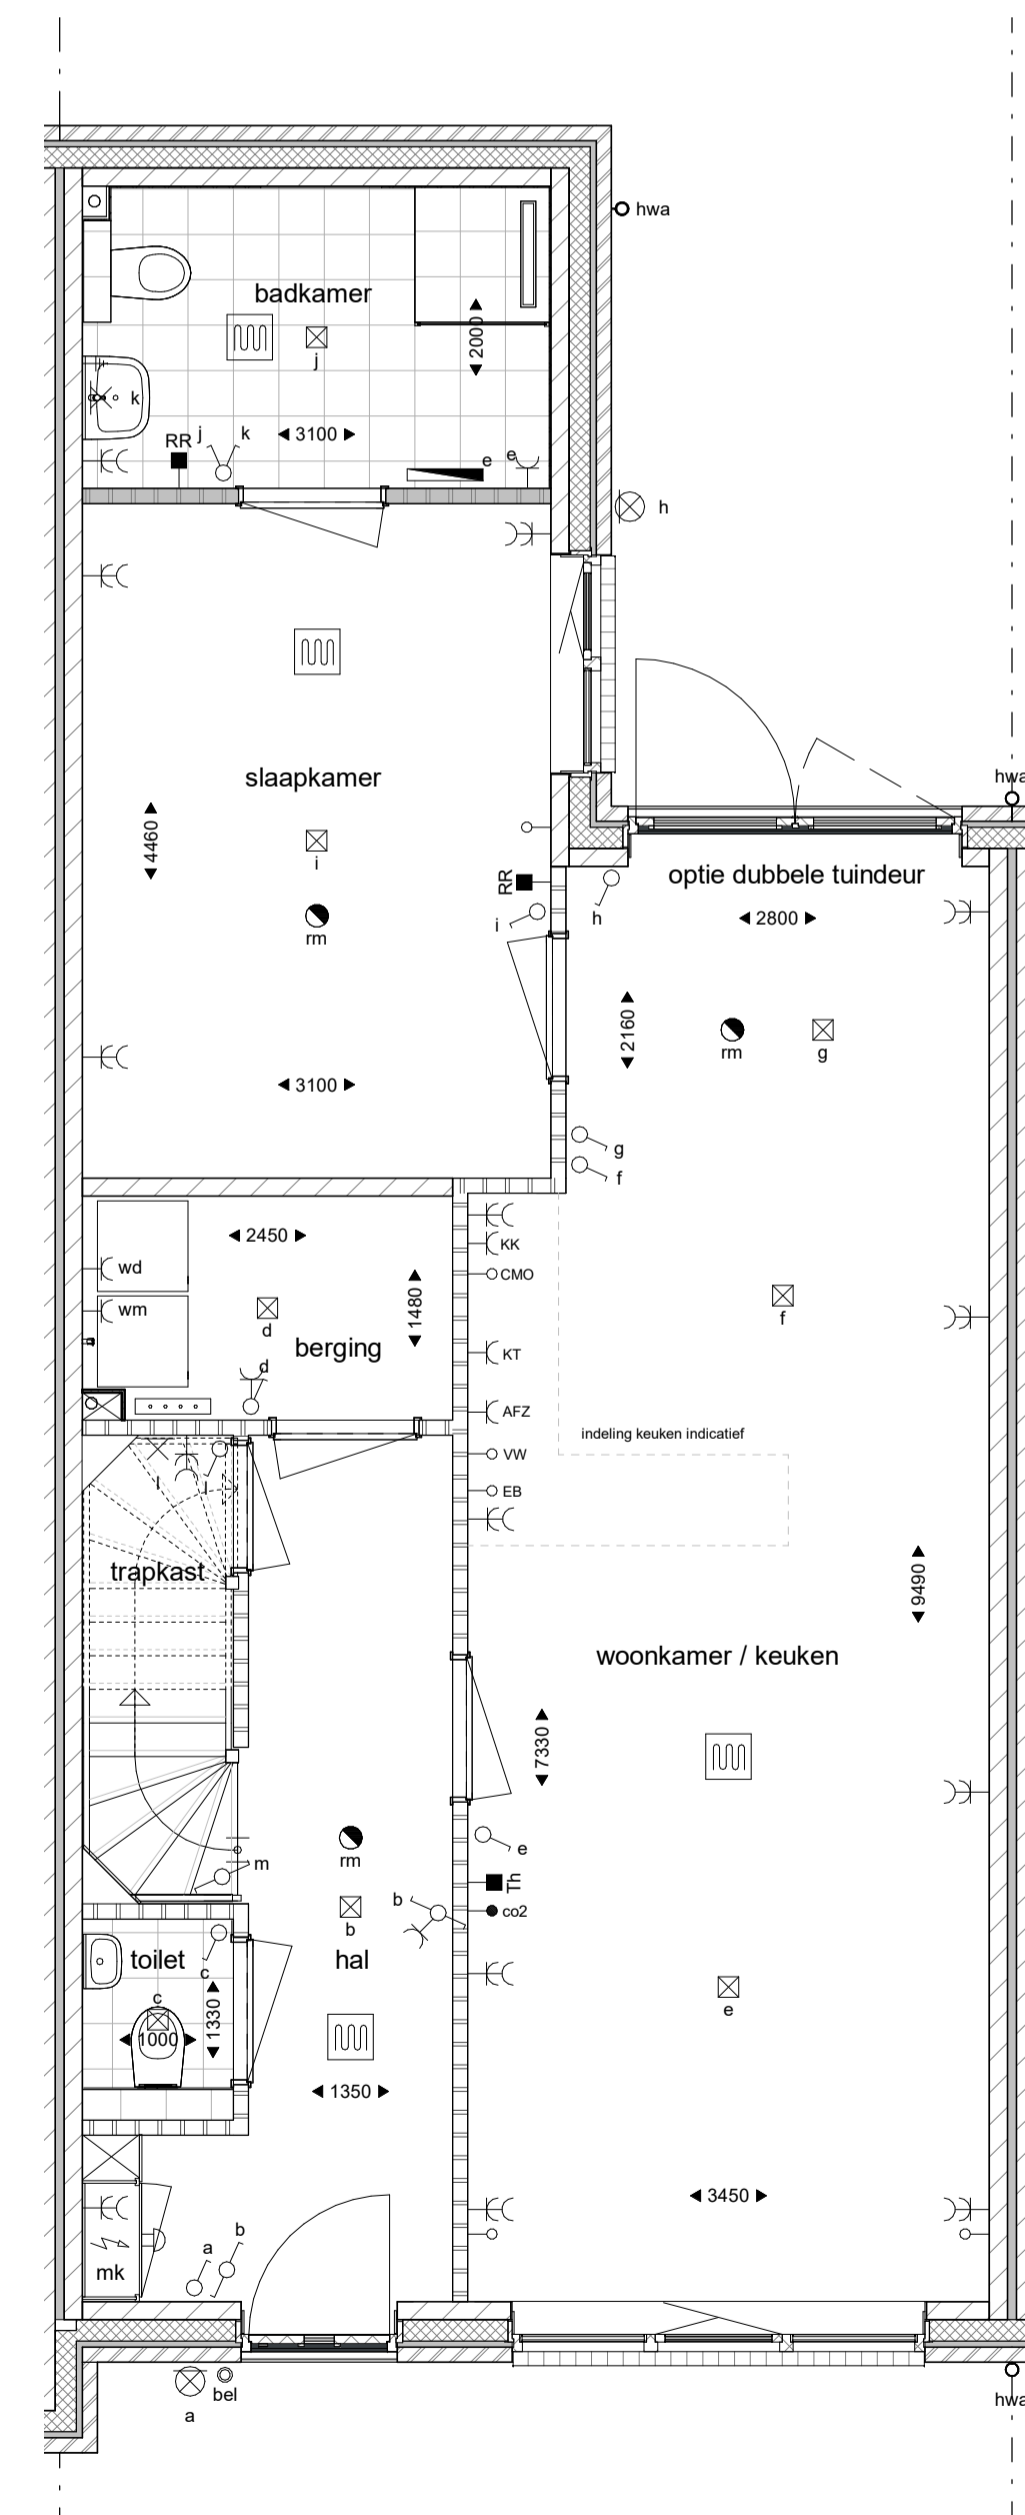 hwa
badkamer
j
2000
k
3100
RR
j
k
e
e
h
slaapkamer
4460
i
rm
RR
i
3100
hwa
optie dubbele tuindeur
h
2800
2160
rm
g
g
f
2450
wd
wm
d
1480
berging
d
KK
CMO
KT
AFZ
VW
EB
f
indeling keuken indicatief
l
l
trapkast
9490
woonkamer / keuken
7330
rm
m
e
Th
co2
b
b
toilet
hal
c
c
1330
1000
1350
e
3450
mk
a
b
bel
a
hwa